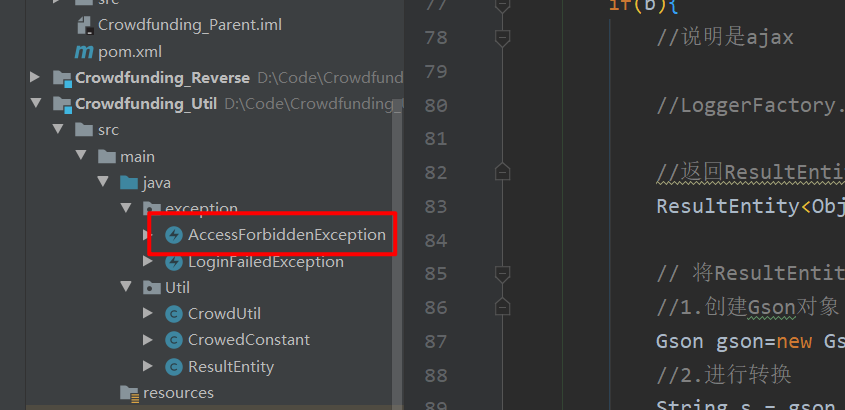 src
Crowdfunding_Parent.iml
pom.xml
Crowdfunding_Reverse D:\Code\Crowdfund
Crowdfunding_Util D:\Code\Crowdfunding_
src
main
java
exception
AccessForbiddenException
LoginFailedException
Util
CrowdUtil
CrowedConstant
ResultEntity
resources
77 if(b){
78 //说明是ajax
79
80 //LoggerFactory.
81
82 //返回ResultEnti
83 ResultEntity<Obj
84
85 // 将ResultEntit
86 //1.创建Gson对象
87 Gson gson=new Gs
88 //2.进行转换
89 String s = gson